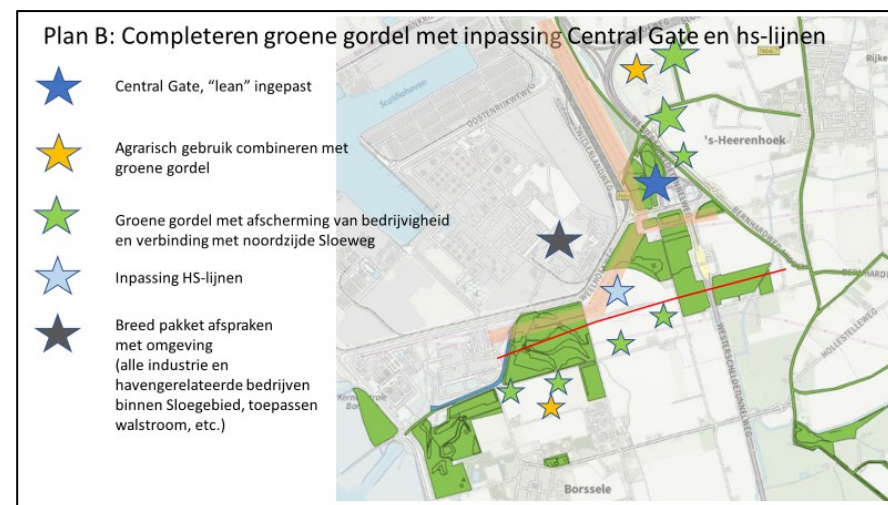 Plan B: Completeren groene gordel met inpassing Central Gate en hs-lijnen
Central Gate, “lean” ingepast
Agrarisch gebruik combineren met
groene gordel
Groene gordel met afscherming van bedrijvigheid
en verbinding met noordzijde Sloeweg
Inpassing HS-lijnen
Breed pakket afspraken
met omgeving
(alle industrie en
havengerelateerde bedrijven
binnen Sloegebied, toepassen
walstroom, etc.)
Scaldiahaven
OOSTENRIJKWEG
's-Heerenhoek
BERNHARDWEG
WESTERSCHELDETUNNELWEG
HOLLESTELLEWEG
Borssele